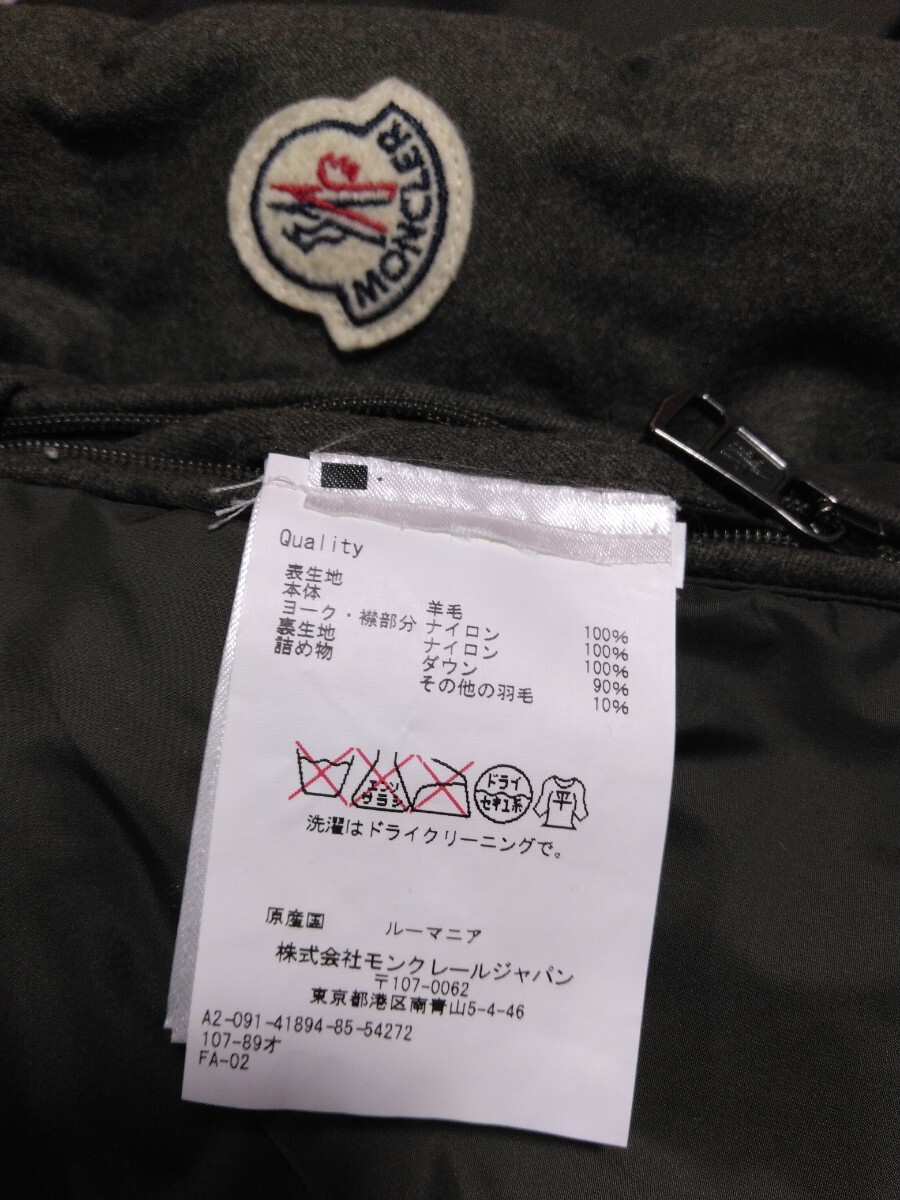 MONCLER
Quality
表生地
本体 羊毛 100%
ヨーク・襟部分 ナイロン 100%
裏生地 ナイロン 100%
詰め物 ダウン 90%
その他の羽毛 10%
エンソ
サラシ
ドライ
セキユ系
平
洗濯はドライクリーニングで。
原産国 ルーマニア
株式会社モンクレールジャパン
〒107-0062
東京都港区南青山5-4-46
A2-091-41894-85-54272
107-89オ
FA-02